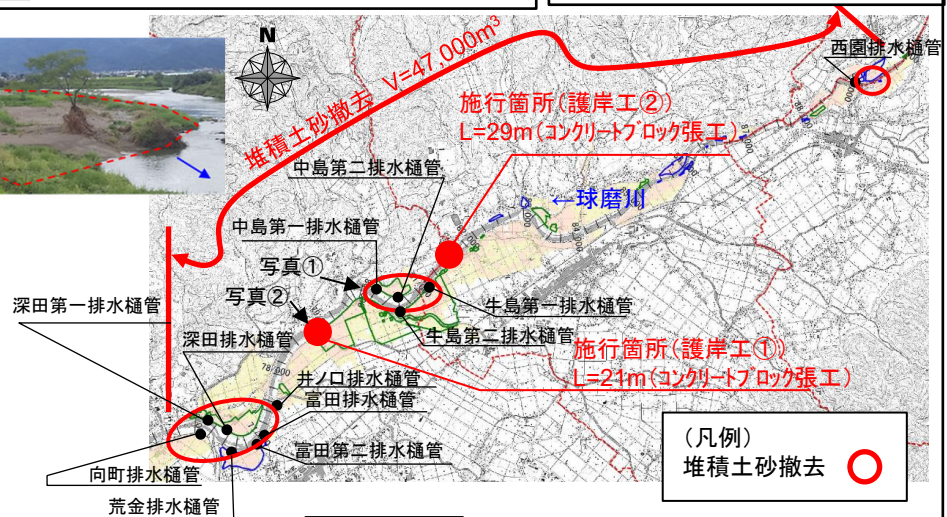 N
西園排水樋管
堆積土砂撤去 V=47,000m³
施行箇所(護岸工②)
L=29m(コンクリートブロック張工)
中島第二排水樋管
←球磨川
中島第一排水樋管
写真①
写真②
深田第一排水樋管
牛島第一排水樋管
深田排水樋管
牛島第二排水樋管
施行箇所(護岸工①)
L=21m(コンクリートブロック張工)
78,000
井ノ口排水樋管
富田排水樋管
富田第二排水樋管
(凡例)
堆積土砂撤去
向町排水樋管
荒金排水樋管